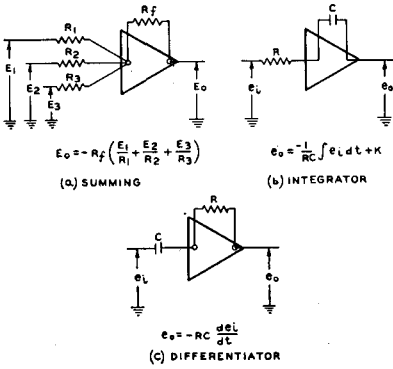 Rf
R1
R2
R3
E1
E2
E3
Eo
Eo = -Rf (E1/R1 + E2/R2 + E3/R3)
(a) SUMMING
C
R
ei
eo
eo = -1/RC ∫ ei dt + K
(b) INTEGRATOR
R
C
ei
eo
eo = -RC dei/dt
(c) DIFFERENTIATOR